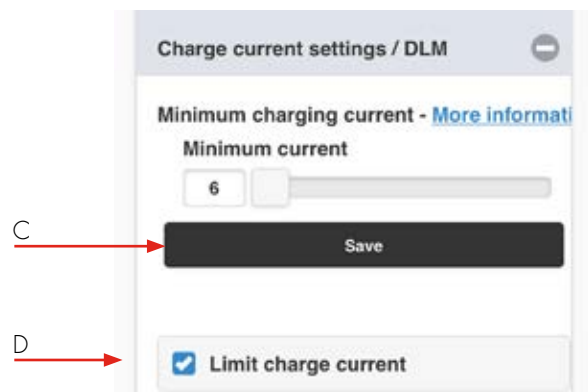 Charge current settings / DLM
Minimum charging current - More informati
Minimum current
6
C
Save
D
Limit charge current